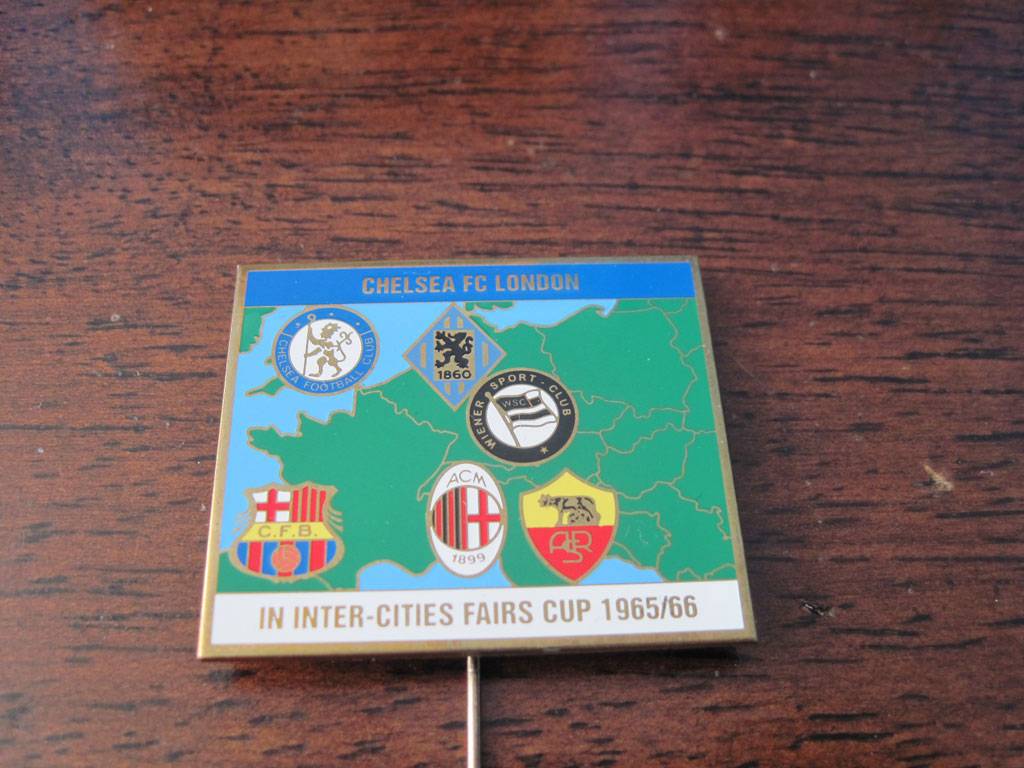 CHELSEA FC LONDON
CHELSEA FOOTBALL CLUB
1860
WIENER SPORT-CLUB
WSC
C.F.B.
ACM
1899
ASR
IN INTER-CITIES FAIRS CUP 1965/66